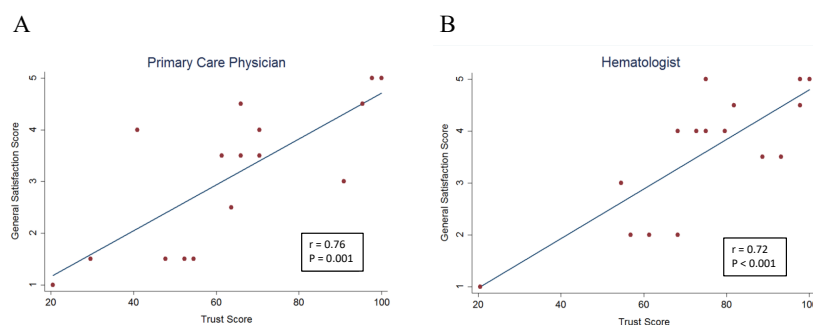 A
Primary Care Physician
General Satisfaction Score
5
4
3
2
1
r = 0.76
P = 0.001
20
40
60
80
100
Trust Score
B
Hematologist
General Satisfaction Score
5
4
3
2
1
r = 0.72
P < 0.001
20
40
60
80
100
Trust Score